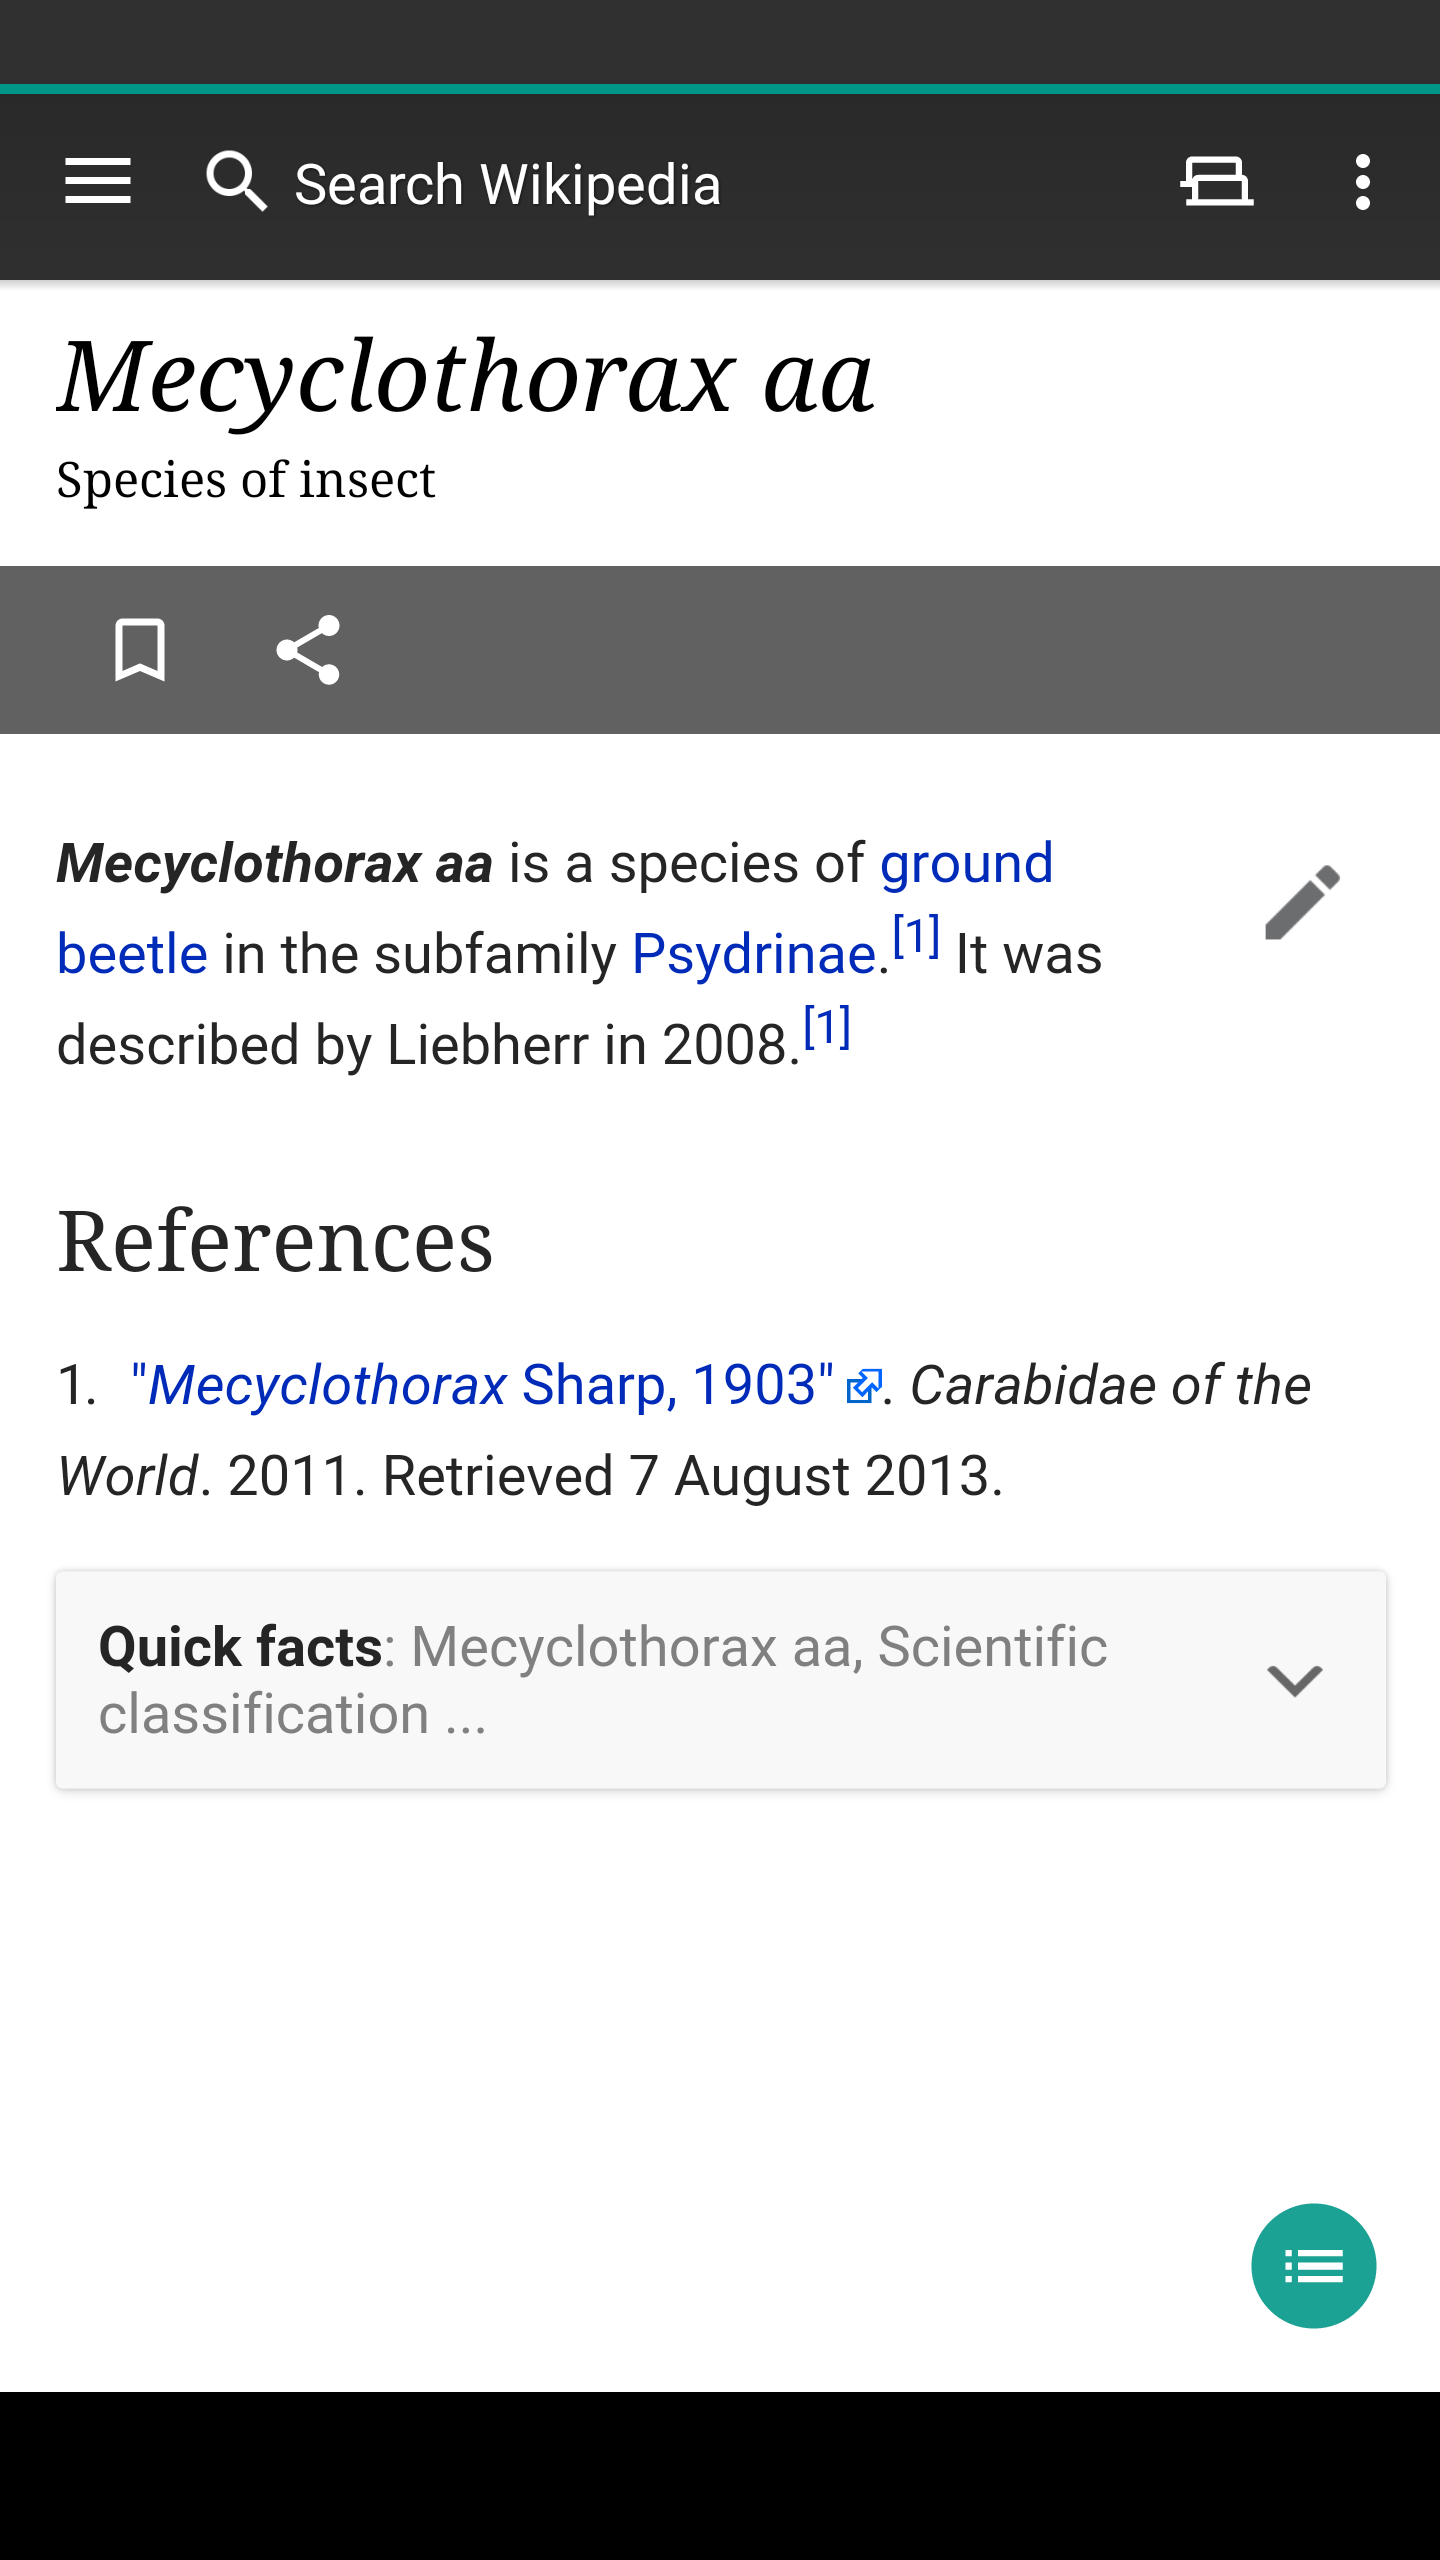 Search Wikipedia
Mecyclothorax aa
Species of insect
Mecyclothorax aa is a species of ground
beetle in the subfamily Psydrinae.[1] It was
described by Liebherr in 2008.[1]
References
1. "Mecyclothorax Sharp, 1903". Carabidae of the
World. 2011. Retrieved 7 August 2013.
Quick facts: Mecyclothorax aa, Scientific
classification ...